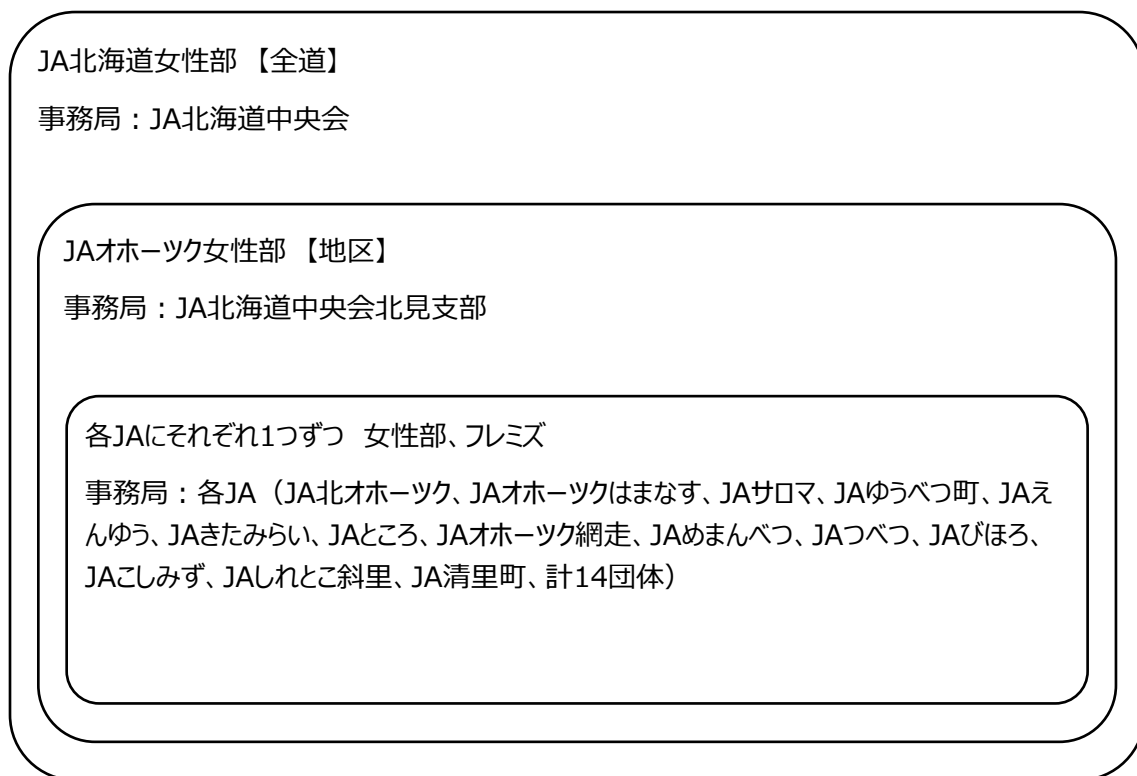 JA北海道女性部 【全道】
事務局：JA北海道中央会
JAオホーツク女性部 【地区】
事務局：JA北海道中央会北見支部
各JAにそれぞれ1つずつ　女性部、フレミズ
事務局：各JA（JA北オホーツク、JAオホーツクはまなす、JAサロマ、JAゆうべつ町、JAえ
んゆう、JAきたみらい、JAところ、JAオホーツク網走、JAめまんべつ、JAつべつ、JAびほろ、
JAこしみず、JAしれとこ斜里、JA清里町、計14団体）